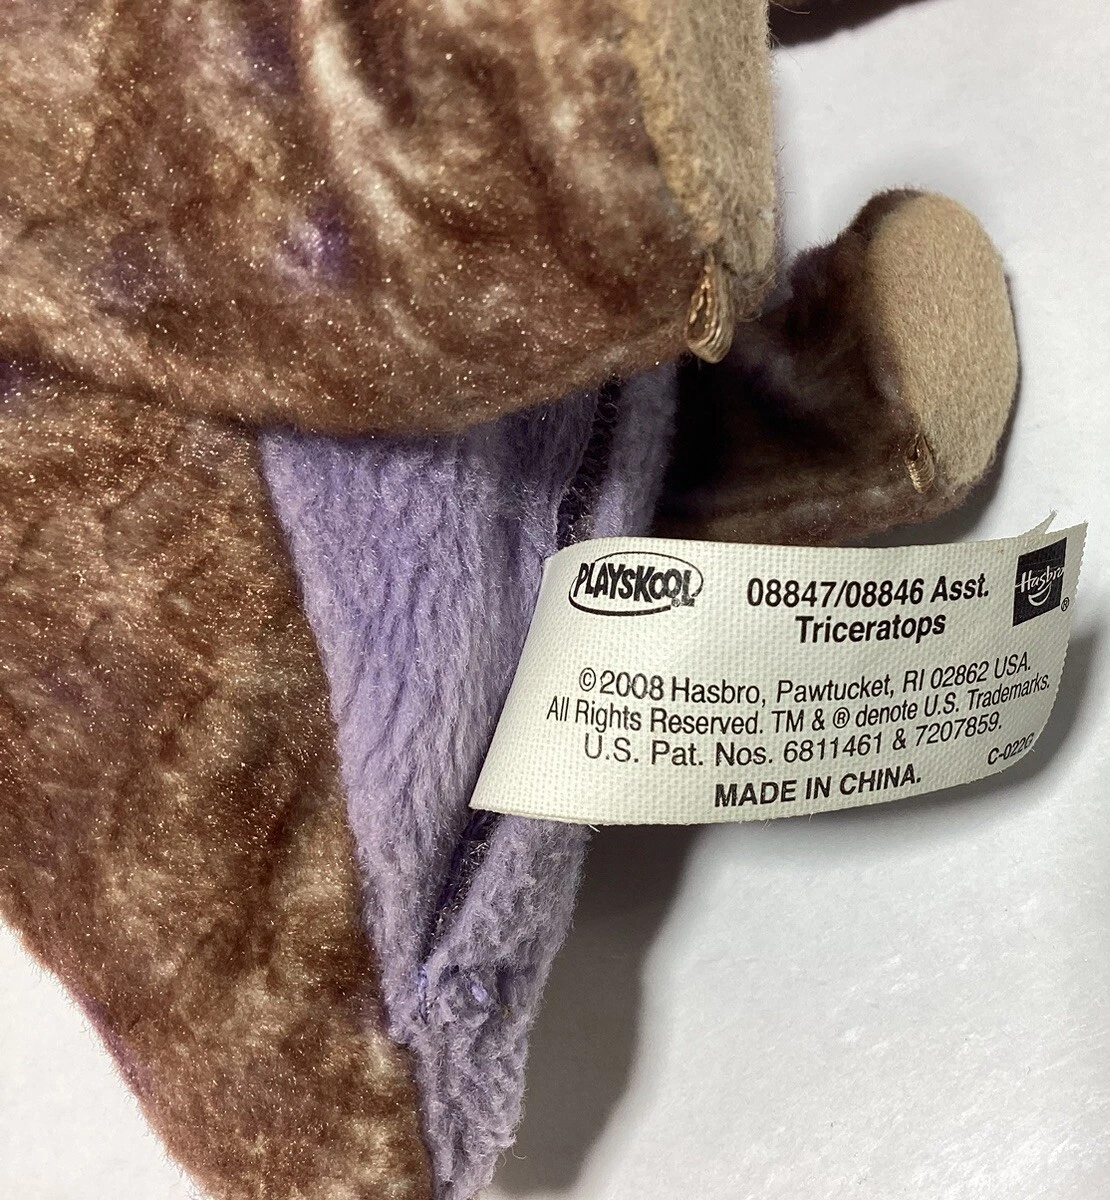 PLAYSKOOL
08847/08846 Asst.
Hasbro
®
Triceratops
©2008 Hasbro, Pawtucket, RI 02862 USA.
All Rights Reserved. TM & ® denote U.S. Trademarks.
U.S. Pat. Nos. 6811461 & 7207859.
C-022G
MADE IN CHINA.